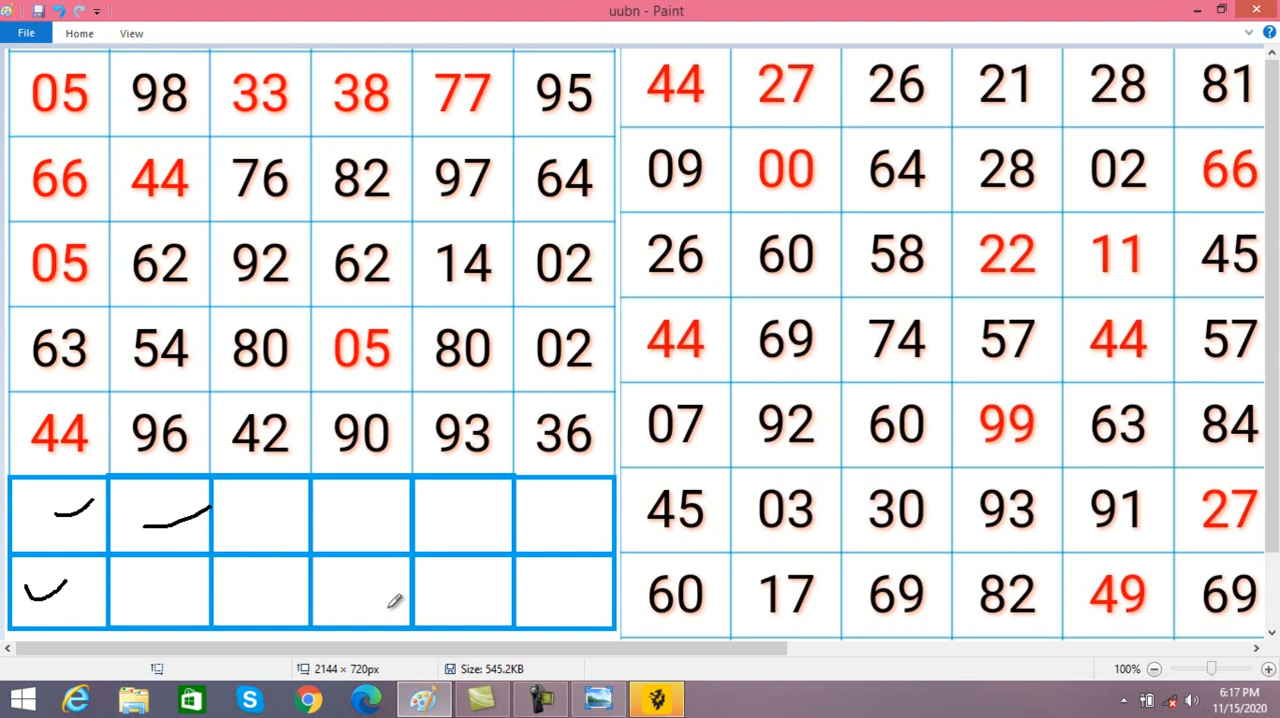 uubn - Paint
File Home View
05 98 33 38 77 95 44 27 26 21 28 81
66 44 76 82 97 64 09 00 64 28 02 66
05 62 92 62 14 02 26 60 58 22 11 45
63 54 80 05 80 02 44 69 74 57 44 57
44 96 42 90 93 36 07 92 60 99 63 84
45 03 30 93 91 27
60 17 69 82 49 69
2144 × 720px Size: 545.2KB 100%
6:17 PM
11/15/2020